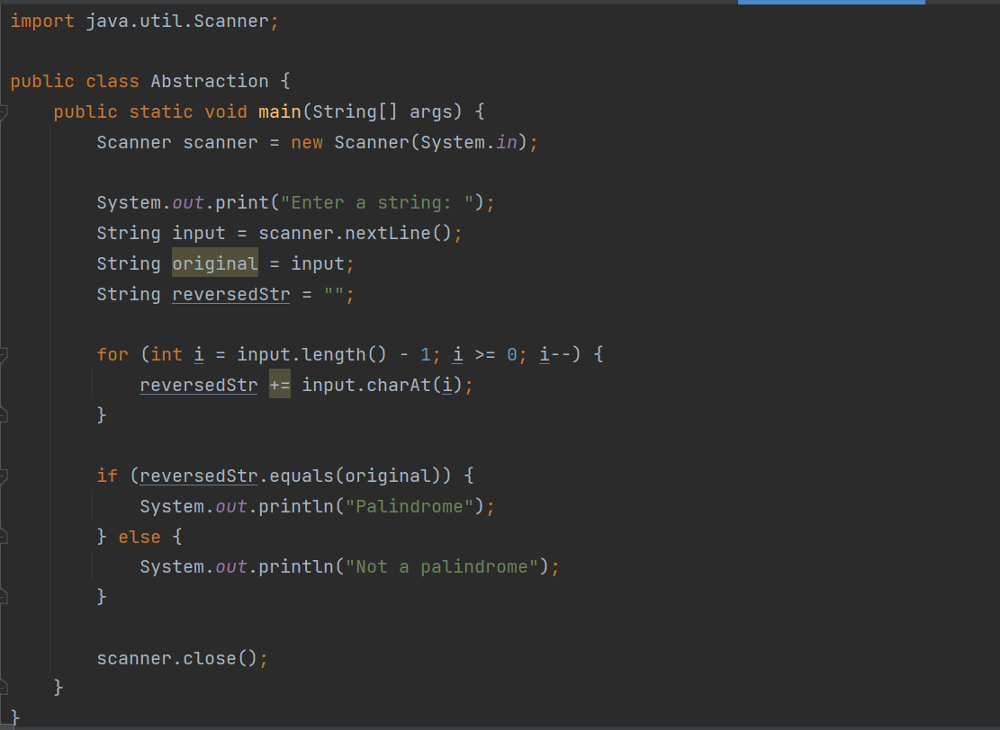 import java.util.Scanner;
public class Abstraction {
public static void main(String[] args) {
Scanner scanner = new Scanner(System.in);
System.out.print("Enter a string: ");
String input = scanner.nextLine();
String original = input;
String reversedStr = "";
for (int i = input.length() - 1; i >= 0; i--) {
reversedStr += input.charAt(i);
}
if (reversedStr.equals(original)) {
System.out.println("Palindrome");
} else {
System.out.println("Not a palindrome");
}
scanner.close();
}
}